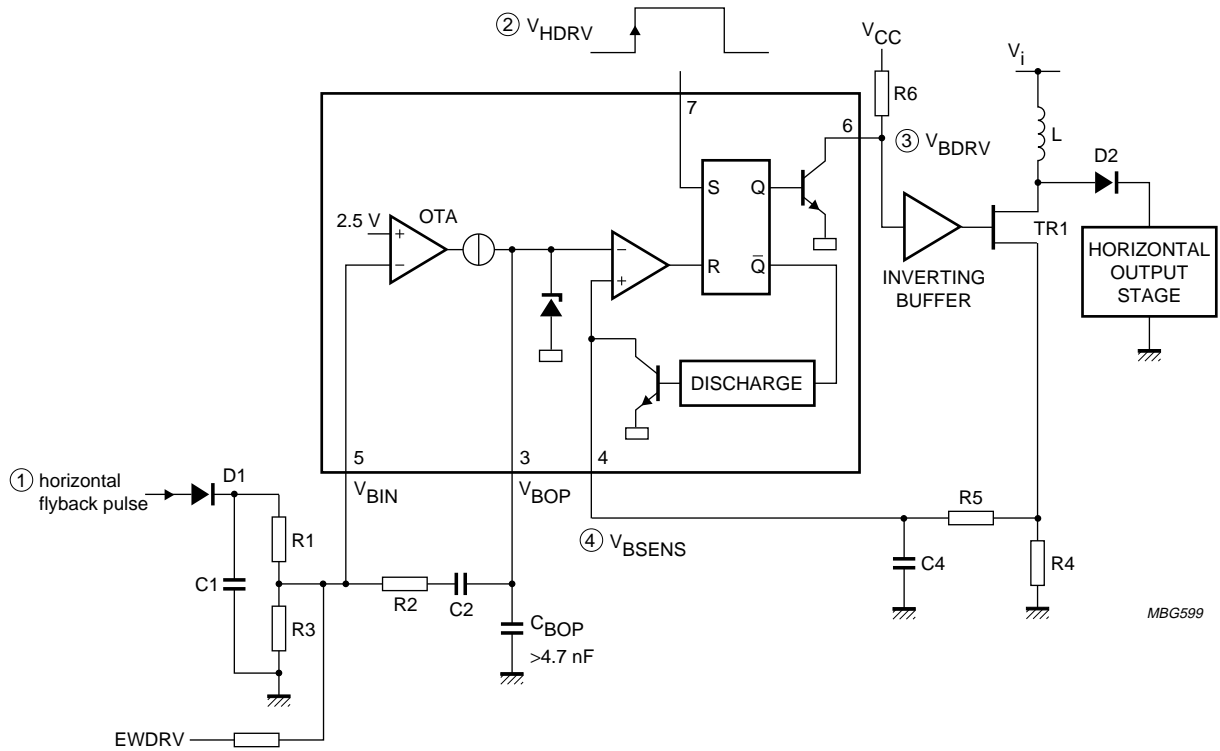 2 VHDRV
VCC
Vi
R6
7
6
3 VBDRV
L
D2
S Q
2.5 V
OTA
+
−
−
+
R Q̄
TR1
INVERTING
BUFFER
HORIZONTAL
OUTPUT
STAGE
DISCHARGE
5
3
4
VBIN
VBOP
1 horizontal
flyback pulse
D1
R5
4 VBSENS
R1
C1
R2
C2
C4
R4
R3
CBOP
>4.7 nF
MBG599
EWDRV